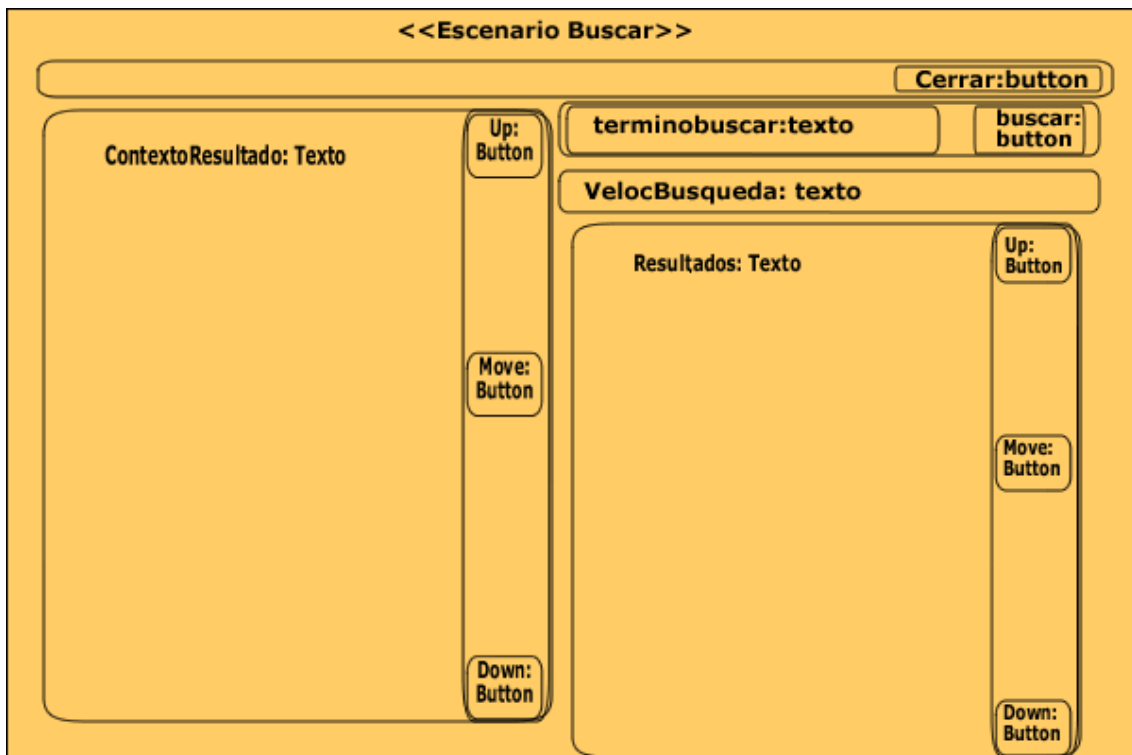 <<Escenario Buscar>>
Cerrar:button
ContextoResultado: Texto
Up:
Button
Move:
Button
Down:
Button
terminobuscar:texto
buscar:
button
VelocBusqueda: texto
Resultados: Texto
Up:
Button
Move:
Button
Down:
Button